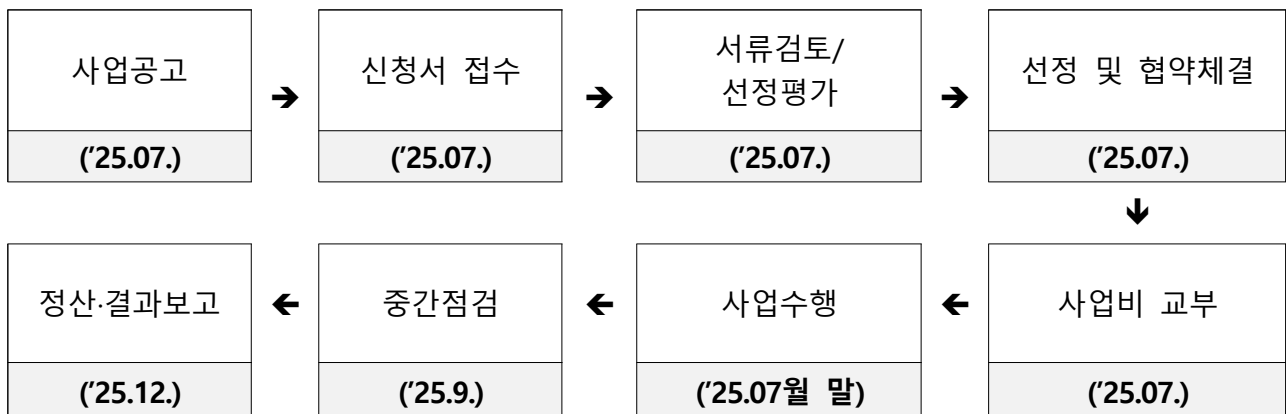 사업공고
('25.07.)
➔
신청서 접수
('25.07.)
➔
서류검토/
선정평가
('25.07.)
➔
선정 및 협약체결
('25.07.)
🡻
사업비 교부
('25.07.)
🡸
사업수행
('25.07월 말)
🡸
중간점검
('25.9.)
🡸
정산·결과보고
('25.12.)